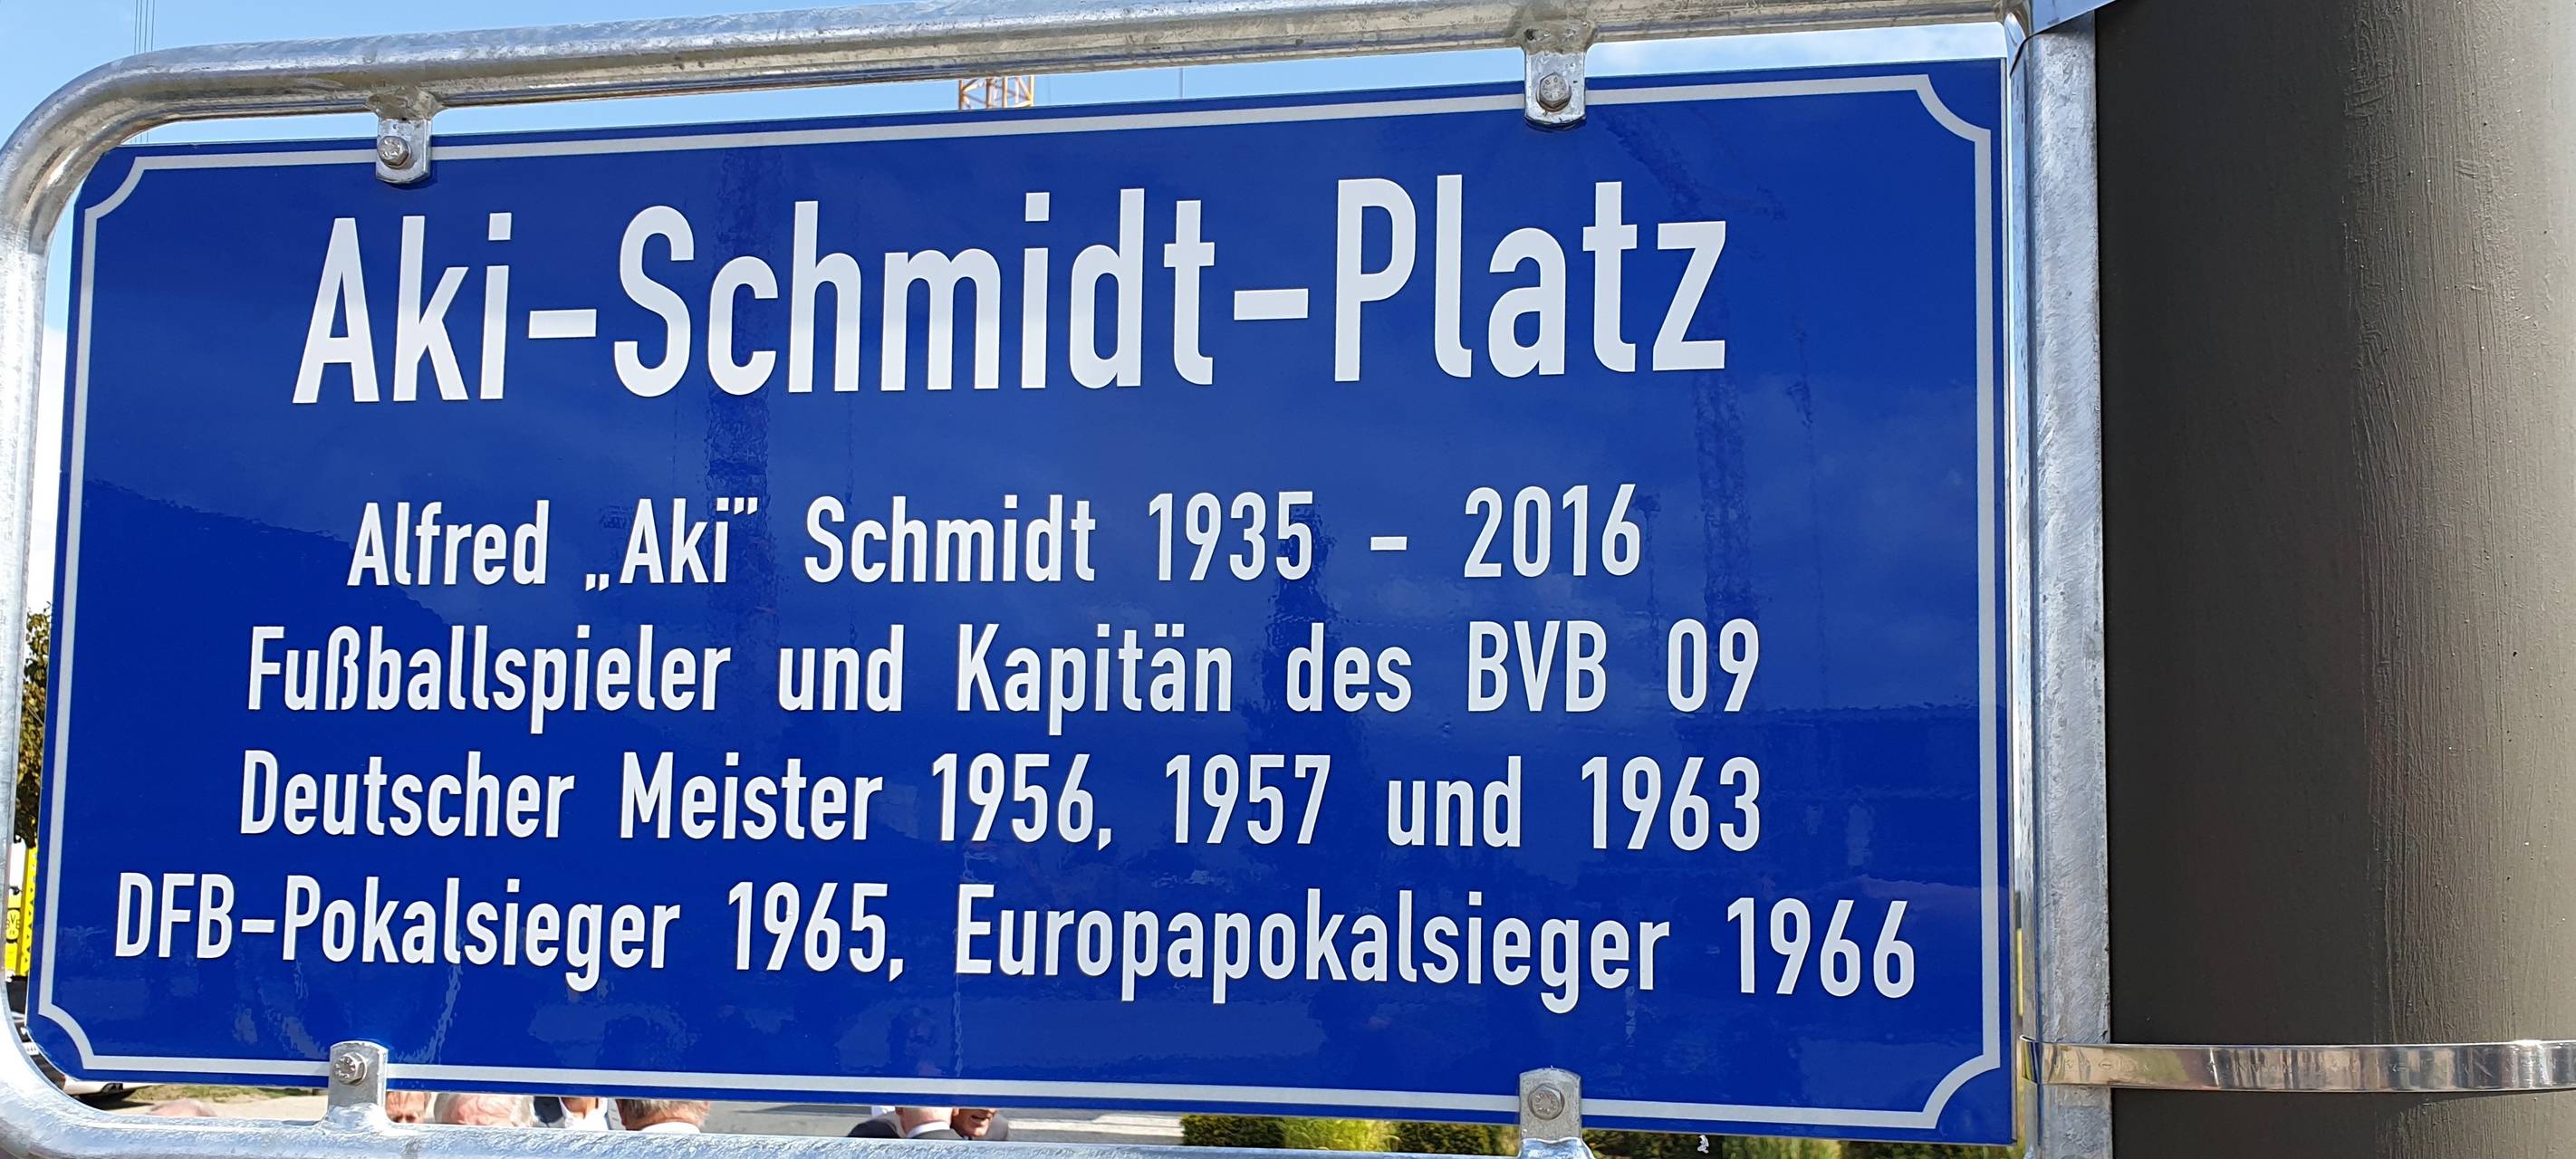 Aki-Schmidt-Platz
Alfred „Aki" Schmidt 1935 - 2016
Fußballspieler und Kapitän des BVB 09
Deutscher Meister 1956, 1957 und 1963
DFB-Pokalsieger 1965, Europapokalsieger 1966